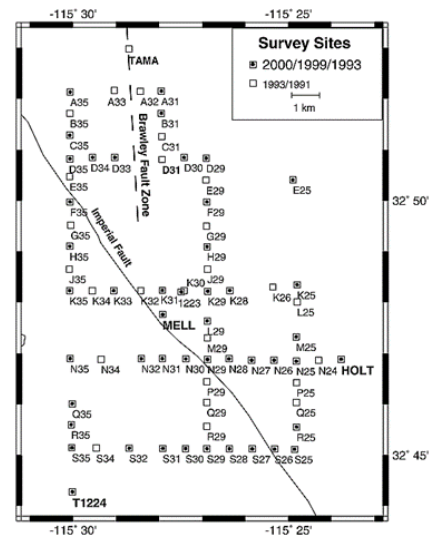 -115˚ 30' -115˚ 25'
Survey Sites
2000/1999/1993
1993/1991
1 km
TAMA
A35 A33 A32 A31
B35 B31
C35 C31
D35 D34 D33 D31 D30 D29
E35 E29 E25
Brawley Fault Zone
32˚ 50'
F35 F29
G35 G29
Imperial Fault
H35 H29
J35 J29
K30
K35 K34 K33 K32 K31 1223 K29 K28 K26 K25
L25
MELL
L29
M29 M25
N35 N34 N32 N31 N30 N29 N28 N27 N26 N25 N24 HOLT
P29 P25
Q35 Q29 Q25
R35 R29 R25
S35 S34 S32 S31 S30 S29 S28 S27 S26 S25
32˚ 45'
T1224
-115˚ 30' -115˚ 25'